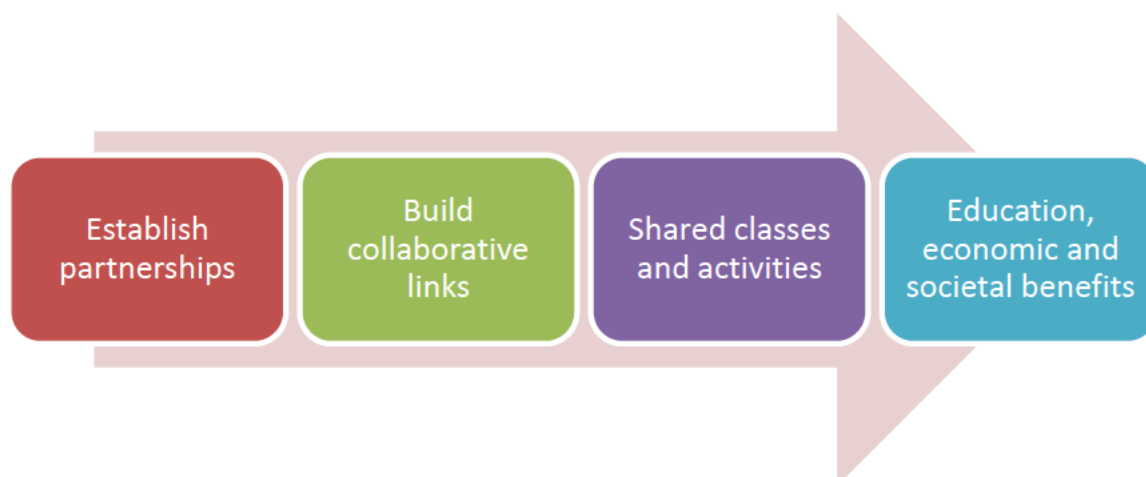 Establish
partnerships
Build
collaborative
links
Shared classes
and activities
Education,
economic and
societal benefits